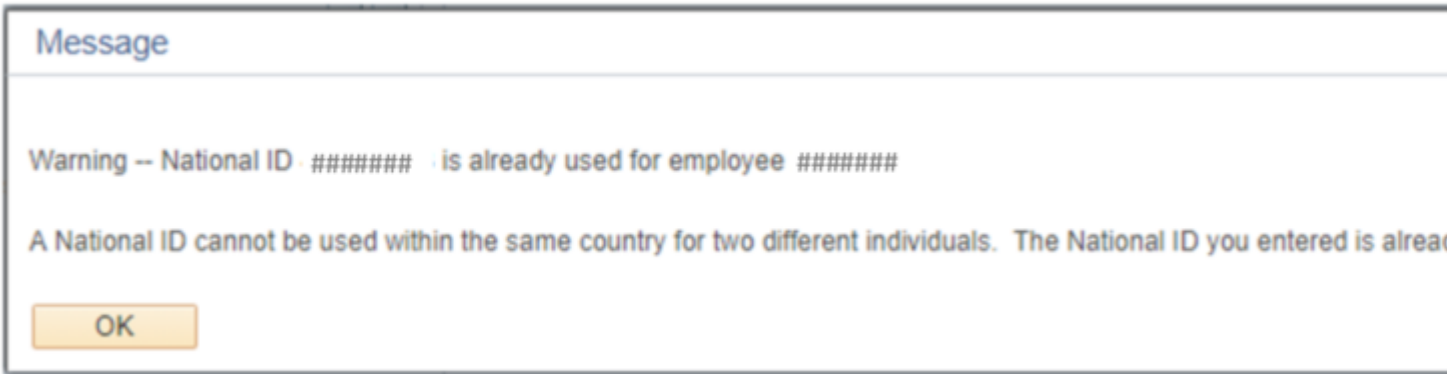 Message
Warning -- National ID ####### is already used for employee #######
A National ID cannot be used within the same country for two different individuals.  The National ID you entered is alread
OK